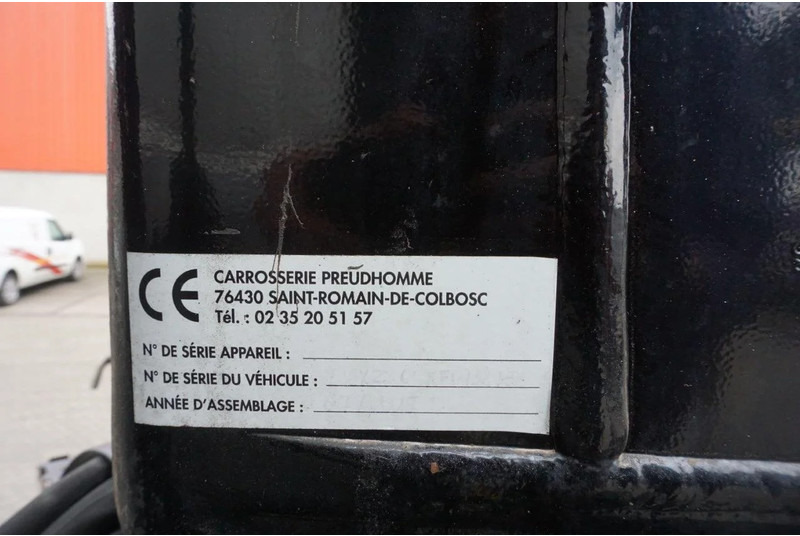 CE CARROSSERIE PREUDHOMME
76430 SAINT-ROMAIN-DE-COLBOSC
Tél. : 02 35 20 51 57
N° DE SÉRIE APPAREIL :
N° DE SÉRIE DU VÉHICULE :
ANNÉE D'ASSEMBLAGE :